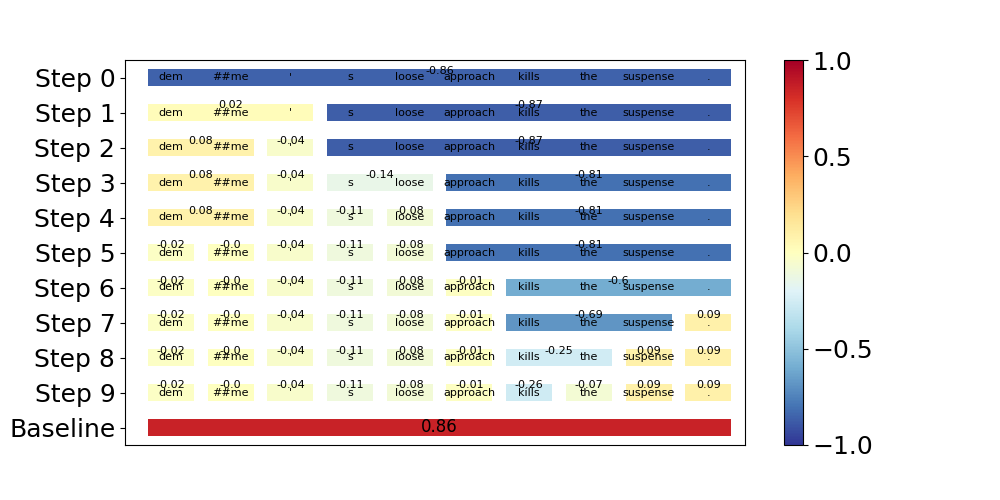 Step 0 dem ##me ' s loose approach kills the suspense . -0.86
Step 1 dem ##me ' s loose approach kills the suspense . 0.02 -0.87
Step 2 dem ##me ' s loose approach kills the suspense . 0.08 -0.04 -0.87
Step 3 dem ##me ' s loose approach kills the suspense . 0.08 -0.04 -0.14 -0.81
Step 4 dem ##me ' s loose approach kills the suspense . 0.08 -0.04 -0.11 -0.08 -0.81
Step 5 dem ##me ' s loose approach kills the suspense . -0.02 -0.0 -0.04 -0.11 -0.08 -0.81
Step 6 dem ##me ' s loose approach kills the suspense . -0.02 -0.0 -0.04 -0.11 -0.08 -0.01 -0.6
Step 7 dem ##me ' s loose approach kills the suspense . -0.02 -0.0 -0.04 -0.11 -0.08 -0.01 -0.69 0.09
Step 8 dem ##me ' s loose approach kills the suspense . -0.02 -0.0 -0.04 -0.11 -0.08 -0.01 -0.25 0.09 0.09
Step 9 dem ##me ' s loose approach kills the suspense . -0.02 -0.0 -0.04 -0.11 -0.08 -0.01 -0.26 -0.07 0.09 0.09
Baseline 0.86
1.0
0.5
0.0
−0.5
−1.0